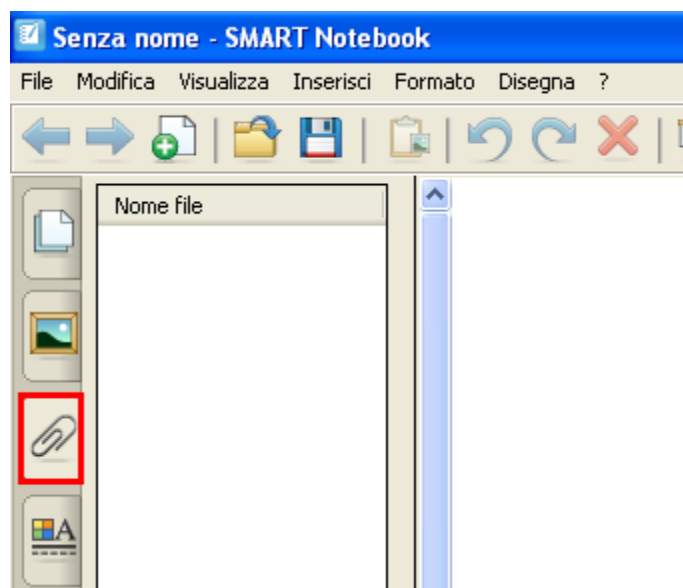 Senza nome - SMART Notebook
File Modifica Visualizza Inserisci Formato Disegna ?
Nome file
A